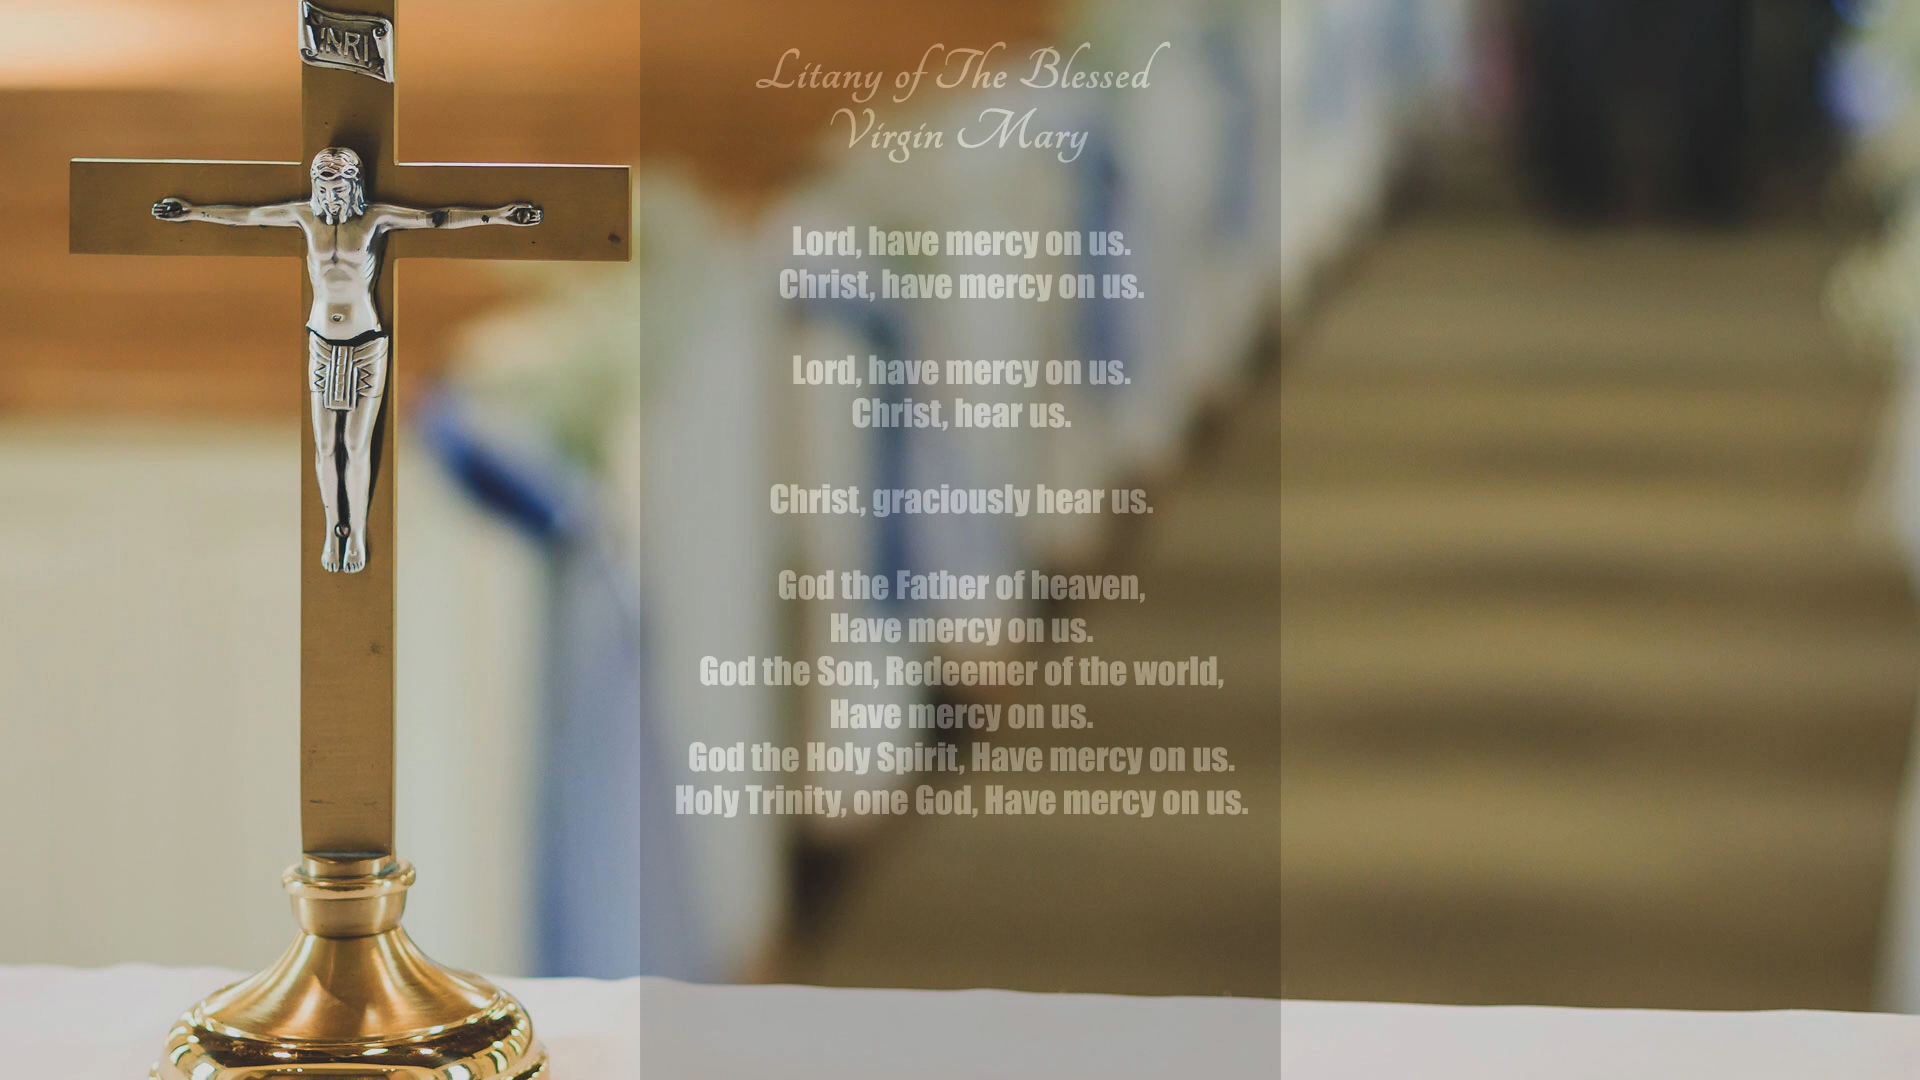 INRI
Litany of The Blessed
Virgin Mary
Lord, have mercy on us.
Christ, have mercy on us.
Lord, have mercy on us.
Christ, hear us.
Christ, graciously hear us.
God the Father of heaven,
Have mercy on us.
God the Son, Redeemer of the world,
Have mercy on us.
God the Holy Spirit, Have mercy on us.
Holy Trinity, one God, Have mercy on us.